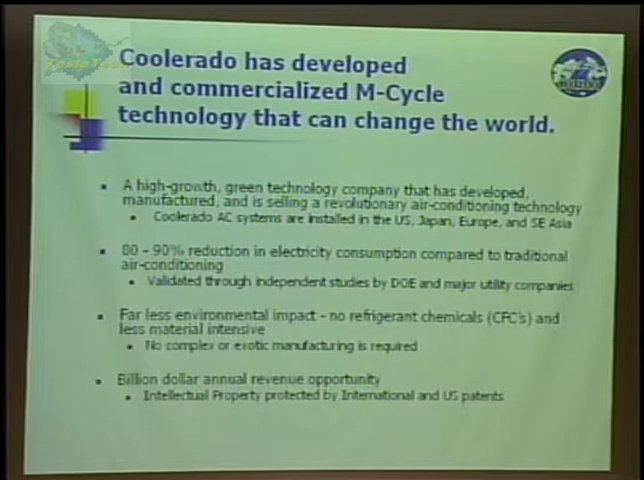 Coolerado has developed
and commercialized M-Cycle
technology that can change the world.
A high-growth, green technology company that has developed,
manufactured, and is selling a revolutionary air-conditioning technology
Coolerado AC systems are installed in the US, Japan, Europe, and SE Asia
80 - 90% reduction in electricity consumption compared to traditional
air-conditioning
Validated through independent studies by DOE and major utility companies
Far less environmental impact - no refrigerant chemicals (CFC's) and
less material intensive
No complex or exotic manufacturing is required
Billion dollar annual revenue opportunity
Intellectual Property protected by International and US patents